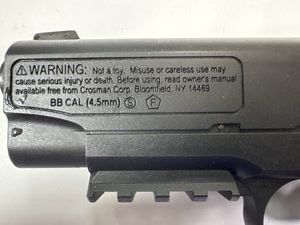 ⚠ WARNING: Not a toy. Misuse or careless use may
cause serious injury or death. Before using, read owner's manual
available free from Crosman Corp. Bloomfield, NY 14469
BB CAL (4.5mm) Ⓢ F